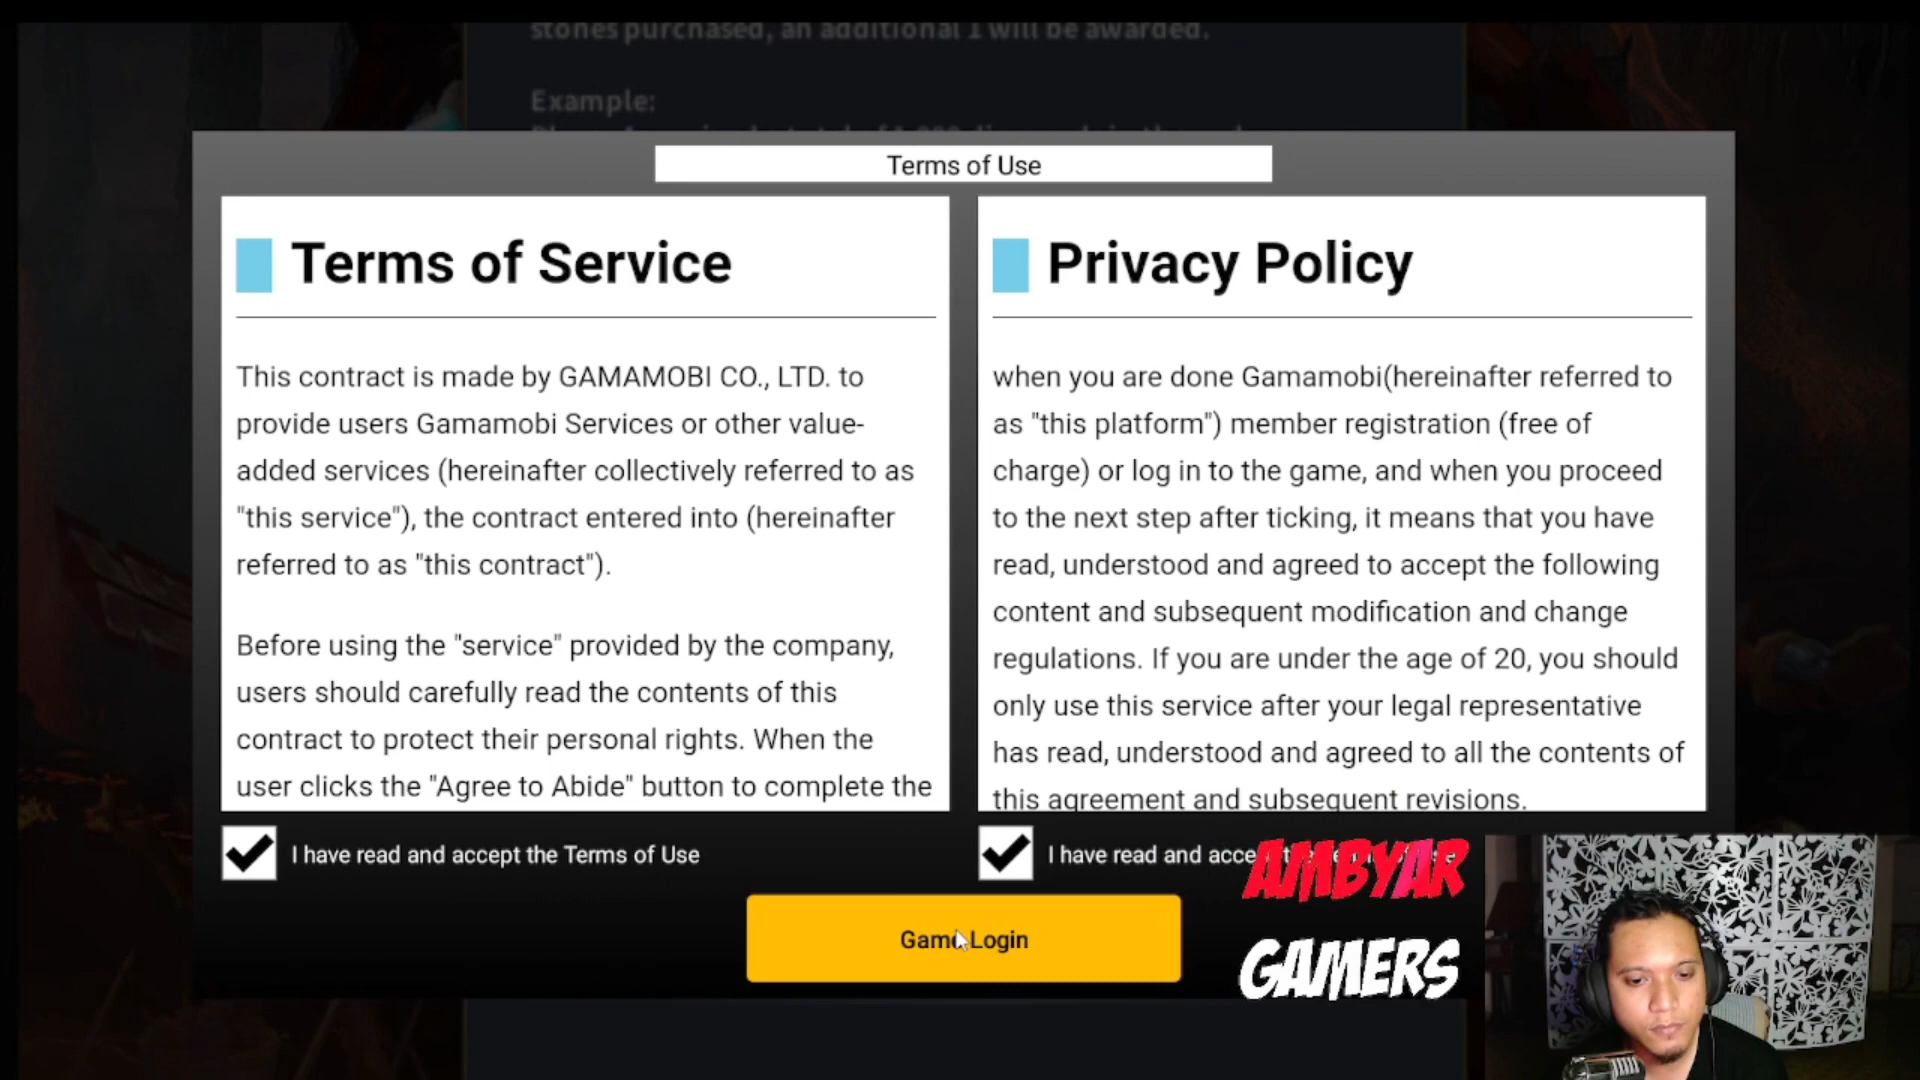 stones purchased, an additional 1 will be awarded.
Example:
Terms of Use
Terms of Service
This contract is made by GAMAMOBI CO., LTD. to
provide users Gamamobi Services or other value-
added services (hereinafter collectively referred to as
"this service"), the contract entered into (hereinafter
referred to as "this contract").
Before using the "service" provided by the company,
users should carefully read the contents of this
contract to protect their personal rights. When the
user clicks the "Agree to Abide" button to complete the
Privacy Policy
when you are done Gamamobi(hereinafter referred to
as "this platform") member registration (free of
charge) or log in to the game, and when you proceed
to the next step after ticking, it means that you have
read, understood and agreed to accept the following
content and subsequent modification and change
regulations. If you are under the age of 20, you should
only use this service after your legal representative
has read, understood and agreed to all the contents of
this agreement and subsequent revisions.
I have read and accept the Terms of Use
I have read and
Game Login
AMBYAR
GAMERS